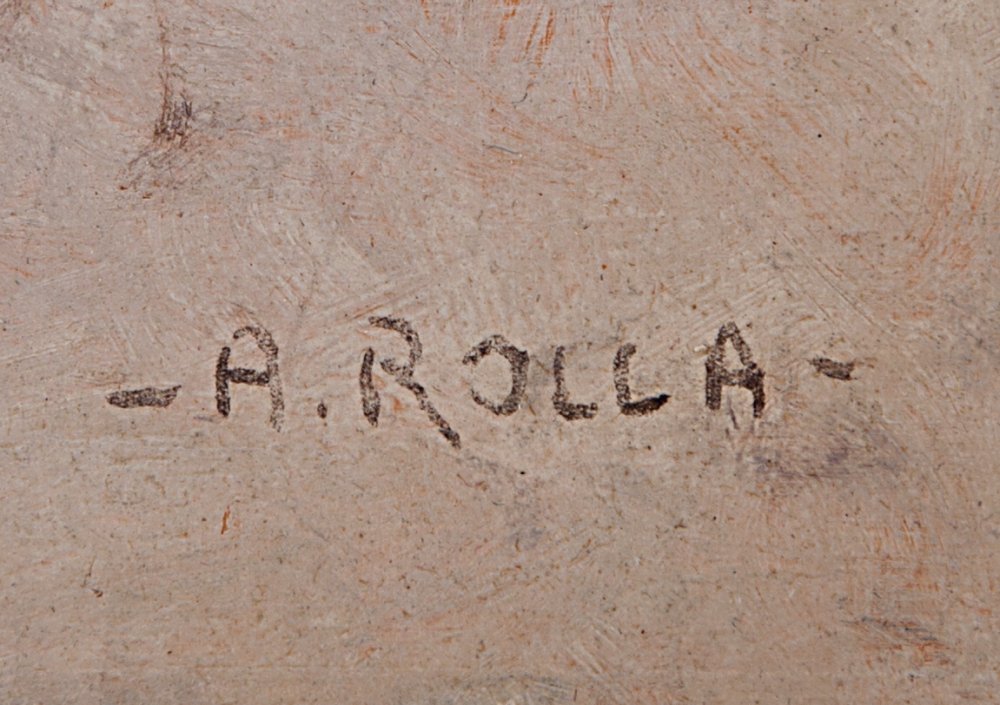 - A. ROLLA -